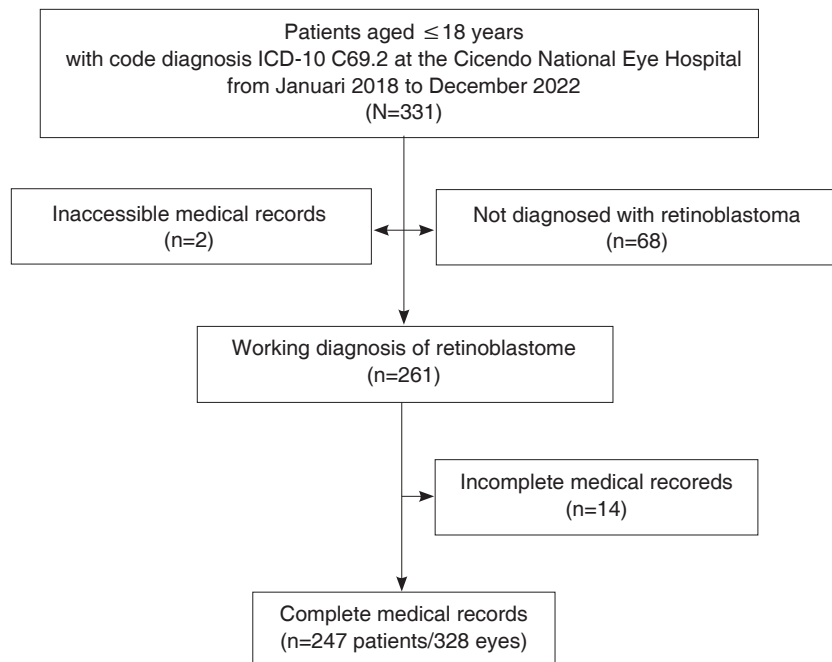 Patients aged ≤18 years
with code diagnosis ICD-10 C69.2 at the Cicendo National Eye Hospital
from Januari 2018 to December 2022
(N=331)
Inaccessible medical records
(n=2)
Not diagnosed with retinoblastoma
(n=68)
Working diagnosis of retinoblastome
(n=261)
Incomplete medical recoreds
(n=14)
Complete medical records
(n=247 patients/328 eyes)